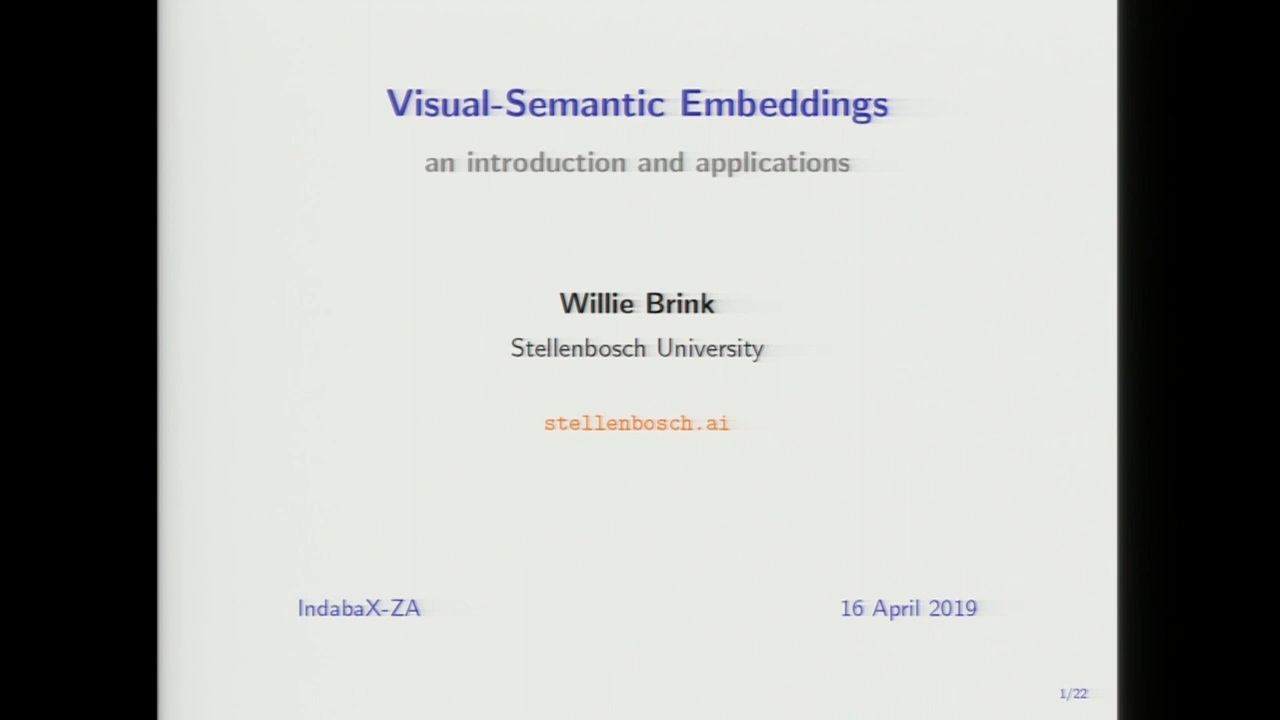 Visual-Semantic Embeddings
an introduction and applications
Willie Brink
Stellenbosch University
stellenbosch.ai
IndabaX-ZA
16 April 2019
1/22